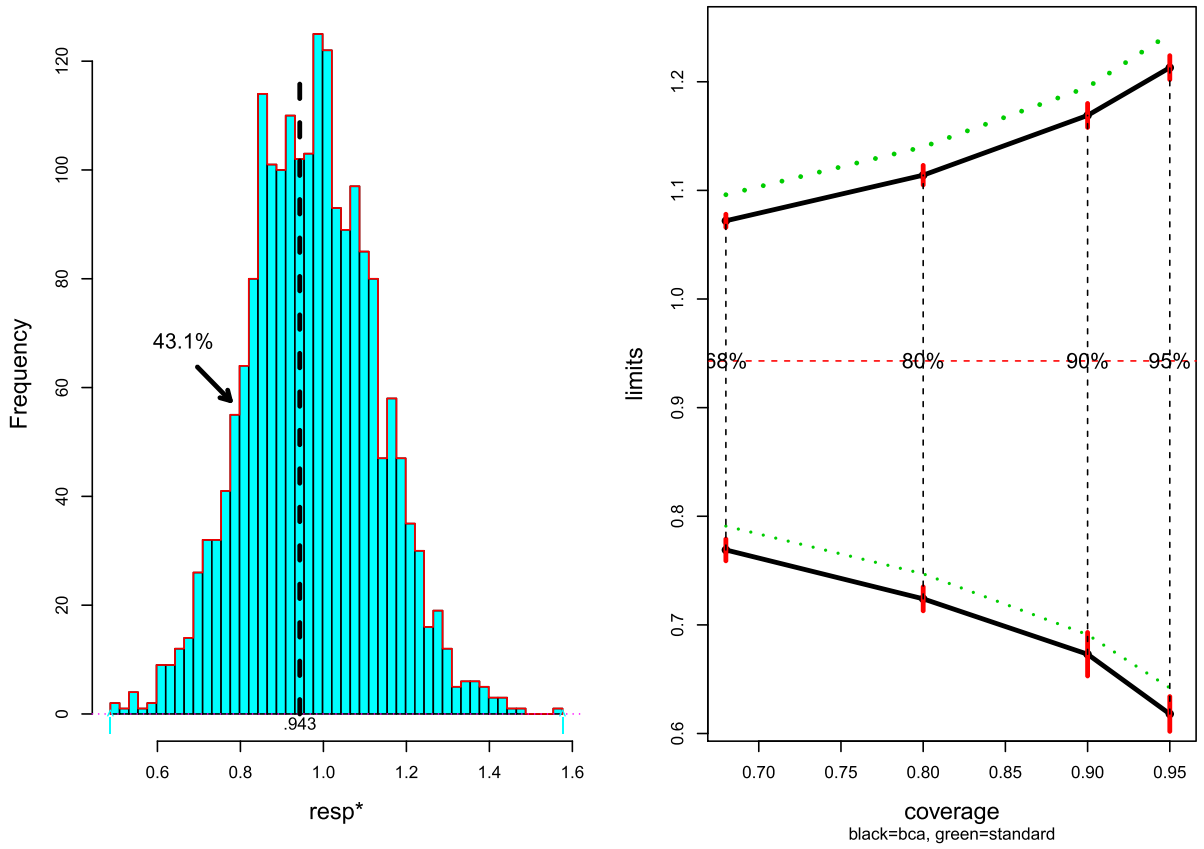 Frequency
120
100
80
60
40
20
0
43.1%
.943
0.6 0.8 1.0 1.2 1.4 1.6
resp*
limits
1.2
1.1
1.0
0.9
0.8
0.7
0.6
68% 80% 90% 95%
0.70 0.75 0.80 0.85 0.90 0.95
coverage
black=bca, green=standard